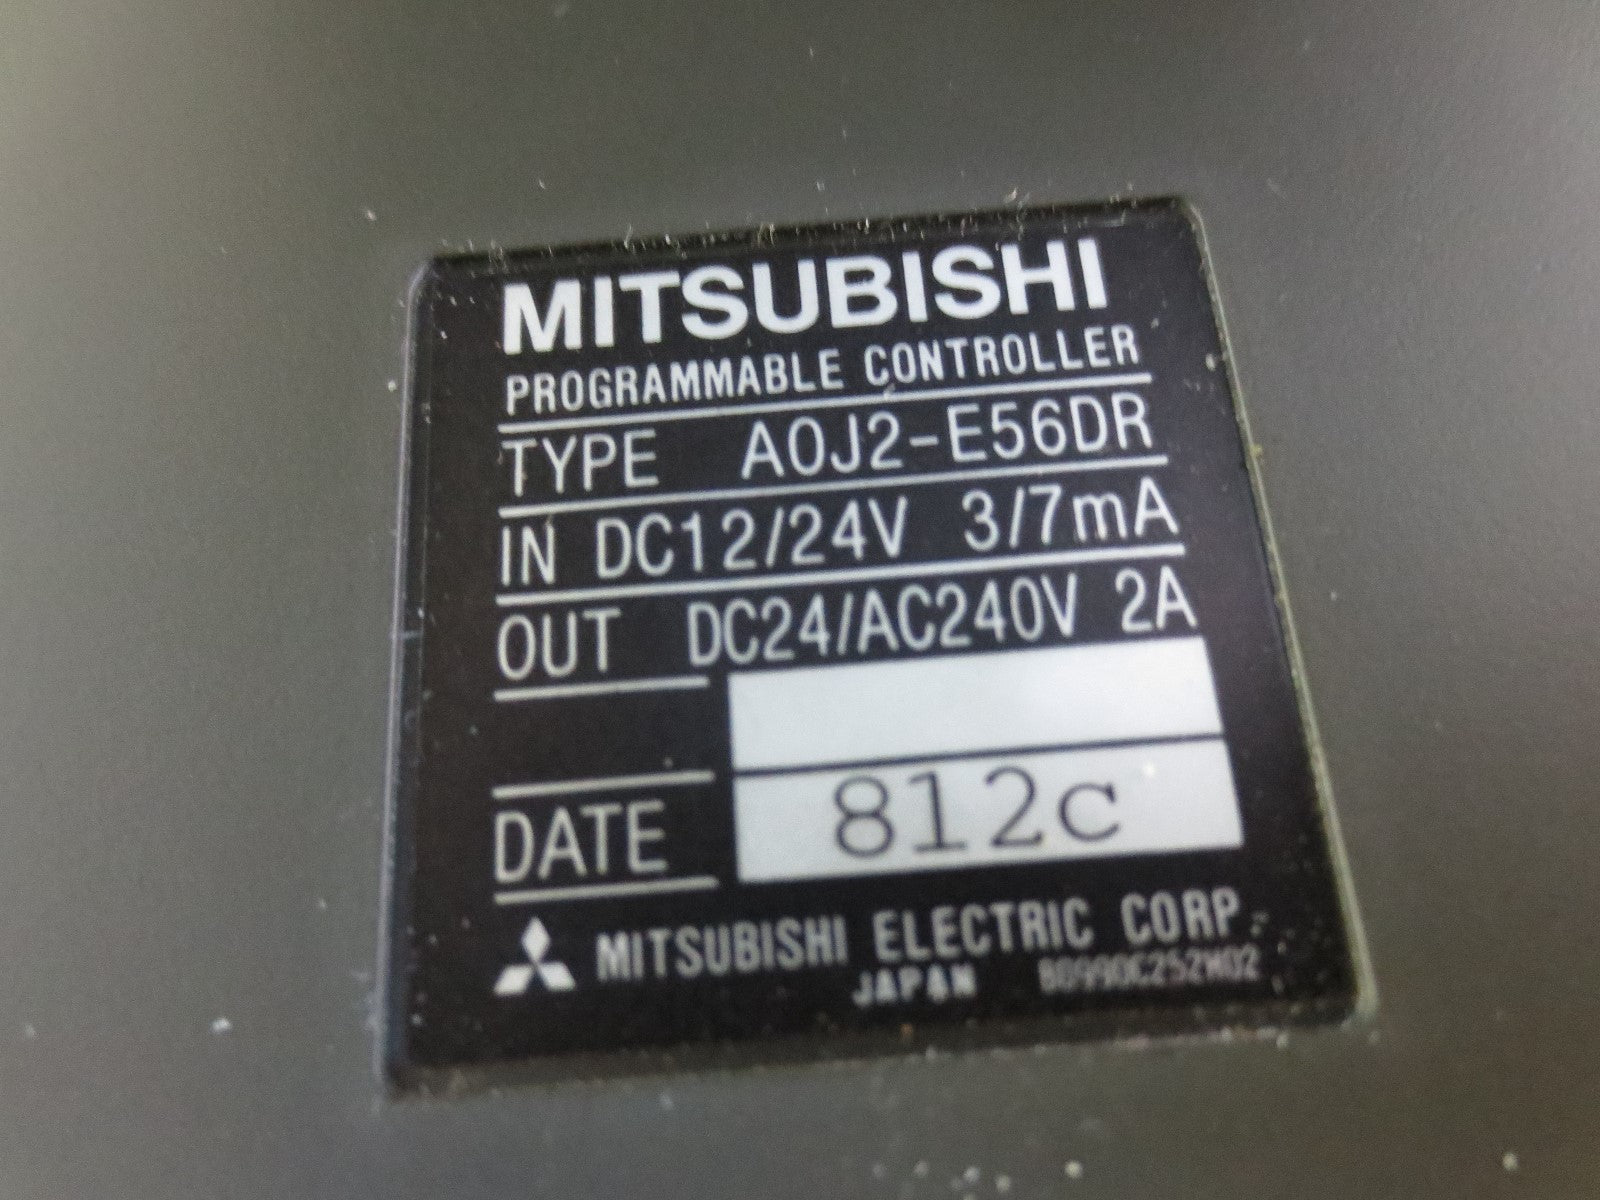 MITSUBISHI
PROGRAMMABLE CONTROLLER
TYPE A0J2-E56DR
IN DC12/24V 3/7mA
OUT DC24/AC240V 2A
DATE 812c
MITSUBISHI ELECTRIC CORP.
JAPAN